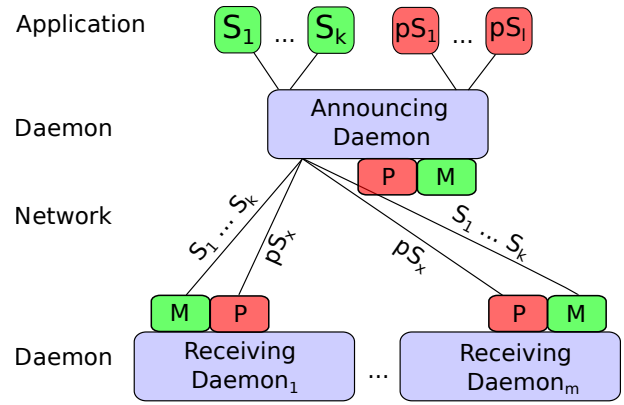 Application
S₁ ... Sₖ pS₁ ... pSₗ
Daemon
Announcing
Daemon
P M
Network
S₁ ... Sₖ
pSₓ
pSₓ
S₁ ... Sₖ
M P
P M
Daemon
Receiving
Daemon₁
...
Receiving
Daemonₘ